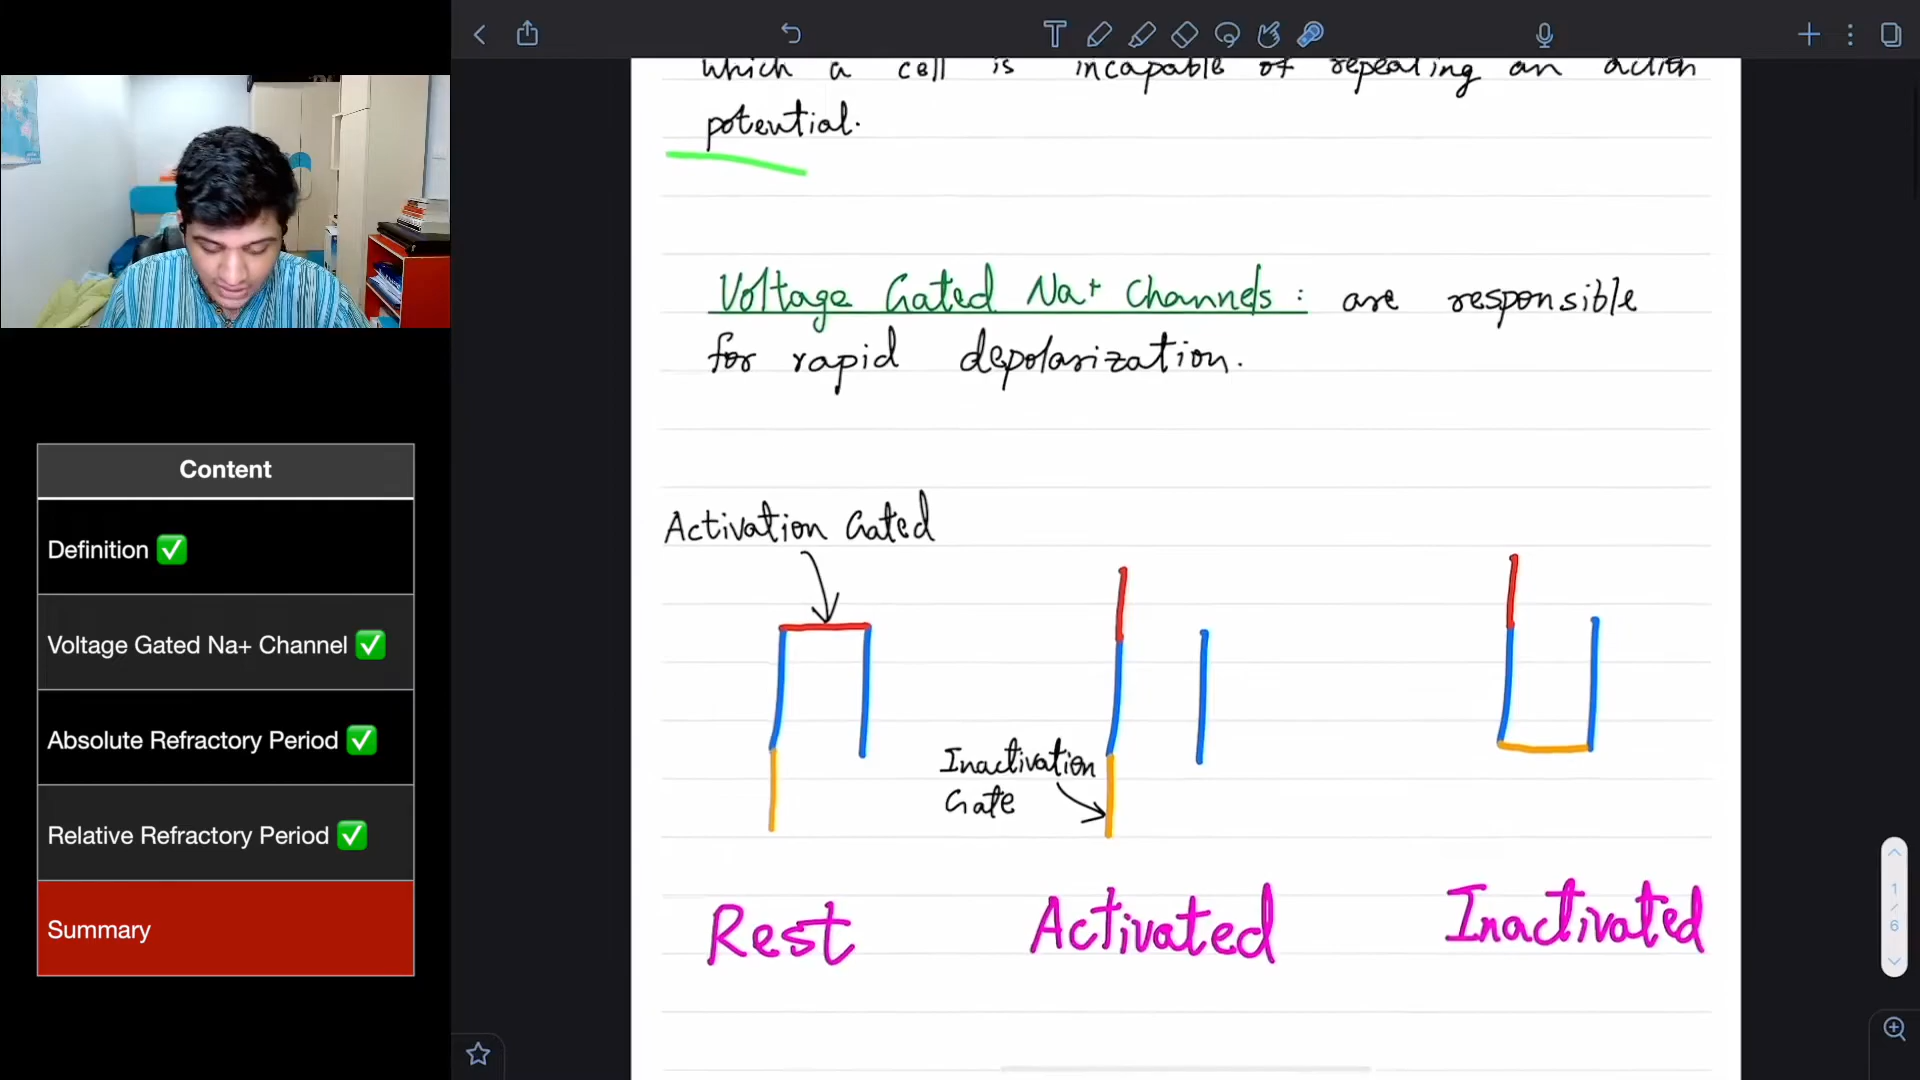 Content
Definition ✅
Voltage Gated Na+ Channel ✅
Absolute Refractory Period ✅
Relative Refractory Period ✅
Summary
which a cell is incapable of repeating an action
potential.
Voltage Gated Na+ Channels : are responsible
for rapid depolarization.
Activation Gated
Inactivation
Gate
Rest Activated Inactivated
1
/
6